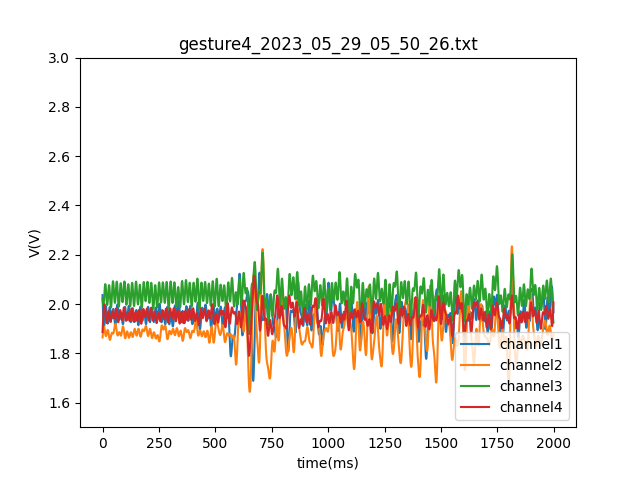 gesture4_2023_05_29_05_50_26.txt
3.0
2.8
2.6
2.4
2.2
2.0
1.8
1.6
V(V)
channel1
channel2
channel3
channel4
0 250 500 750 1000 1250 1500 1750 2000
time(ms)